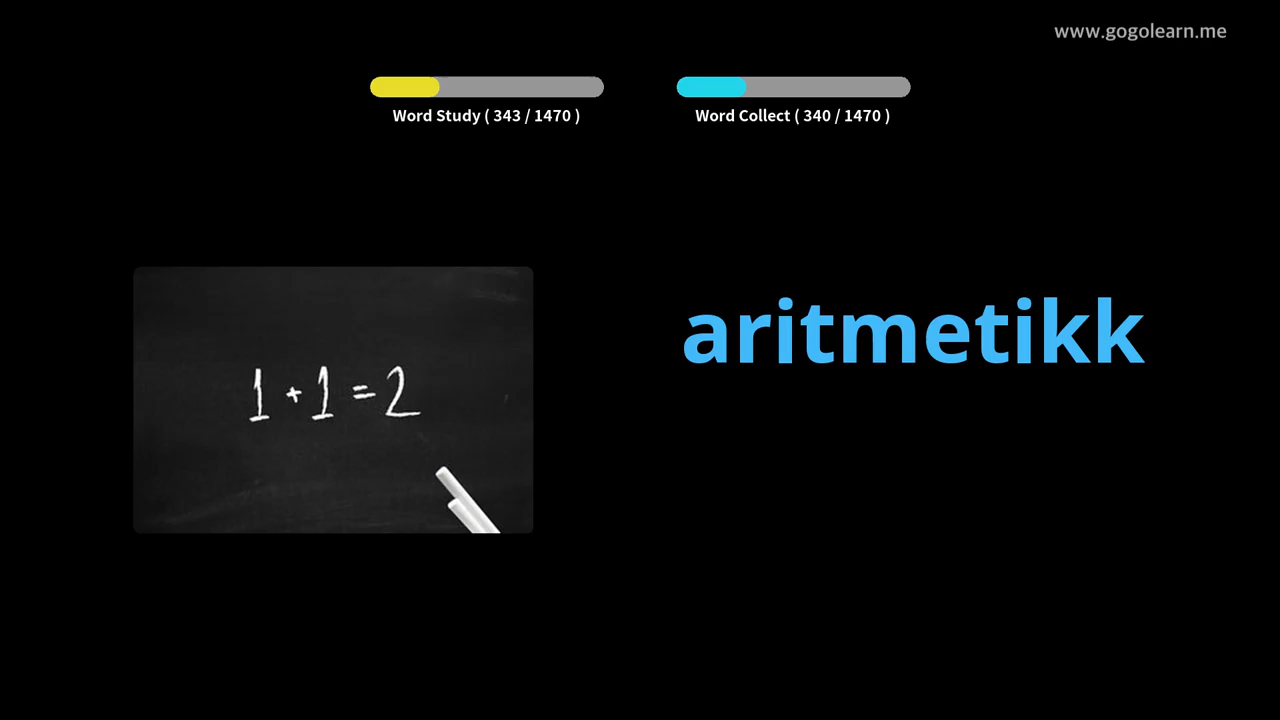 www.gogolearn.me
Word Study ( 343 / 1470 )
Word Collect ( 340 / 1470 )
1 + 1 = 2
aritmetikk